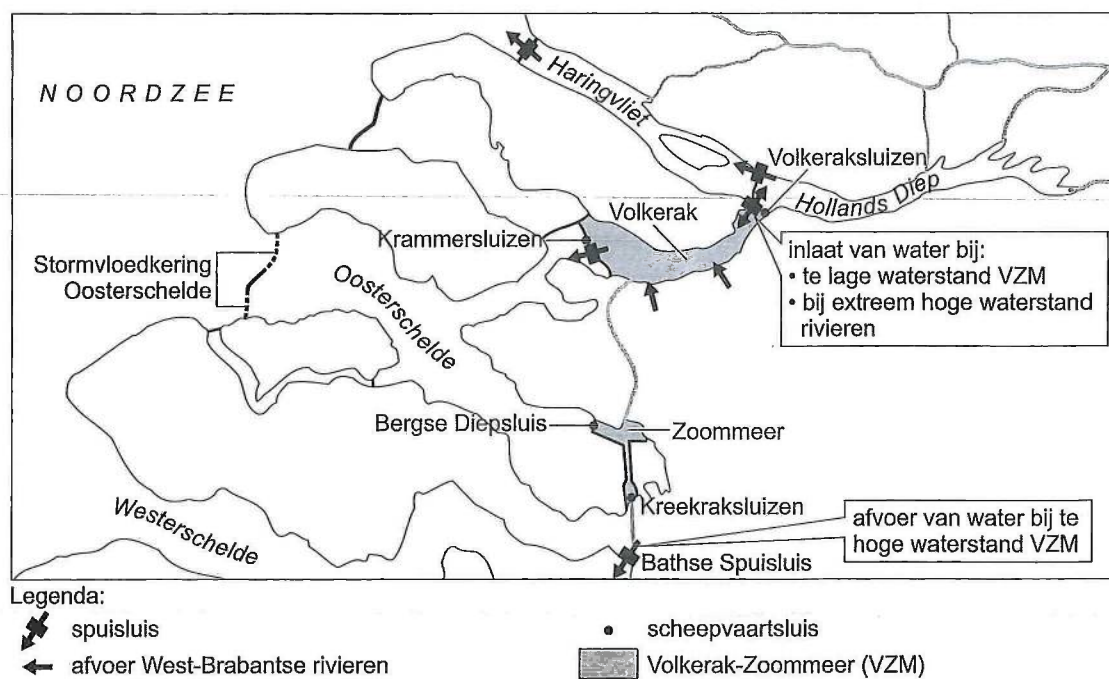 NOORDZEE
Haringvliet
Volkeraksluizen
Hollands Diep
Volkerak
Krammersluizen
inlaat van water bij:
• te lage waterstand VZM
• bij extreem hoge waterstand
rivieren
Stormvloedkering
Oosterschelde
Oosterschelde
Bergse Diepsluis
Zoommeer
Kreekraksluizen
Westerschelde
afvoer van water bij te
hoge waterstand VZM
Bathse Spuisluis
Legenda:
spuisluis
scheepvaartsluis
afvoer West-Brabantse rivieren
Volkerak-Zoommeer (VZM)